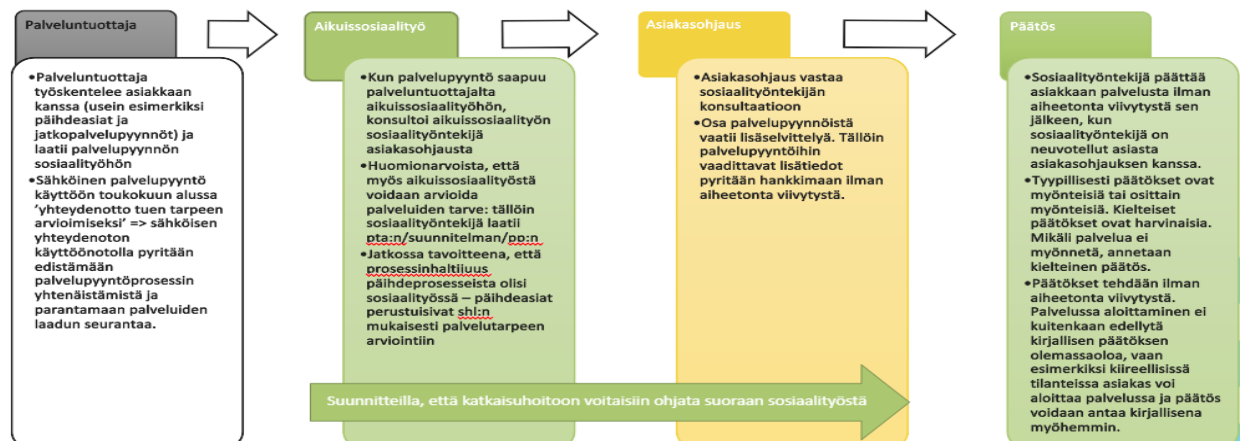 Palveluntuottaja
•Palveluntuottaja
työskentelee asiakkaan
kanssa (usein esimerkiksi
päihdeasiat ja
jatkopalvelupyynnöt) ja
laatii palvelupyynnön
sosiaalityöhön
•Sähköinen palvelupyyntö
käyttöön toukokuun alussa
'yhteydenotto tuen tarpeen
arvioimiseksi' => sähköisen
yhteydenoton
käyttöönotolla pyritään
edistämään
palvelupyyntöprosessin
yhtenäistämistä ja
parantamaan palveluiden
laadun seurantaa.
Aikuissosiaalityö
•Kun palvelupyyntö saapuu
palveluntuottajalta
aikuissosiaalityöhön,
konsultoi aikuissosiaalityön
sosiaalityöntekijä
asiakasohjausta
•Huomionarvoista, että
myös aikuissosiaalityöstä
voidaan arvioida
palveluiden tarve: tällöin
sosiaalityöntekijä laatii
pta:n/suunnitelman/pp:n
•Jatkossa tavoitteena, että
prosessinhaltijuus
päihdeprosesseista olisi
sosiaalityössä – päihdeasiat
perustuisivat shl:n
mukaisesti palvelutarpeen
arviointiin
Asiakasohjaus
•Asiakasohjaus vastaa
sosiaalityöntekijän
konsultaatioon
•Osa palvelupyynnöistä
vaatii lisäselvittelyä. Tällöin
palvelupyyntöihin
vaadittavat lisätiedot
pyritään hankkimaan ilman
aiheetonta viivytystä.
Päätös
•Sosiaalityöntekijä päättää
asiakkaan palvelusta ilman
aiheetonta viivytystä sen
jälkeen, kun
sosiaalityöntekijä on
neuvotellut asiasta
asiakasohjauksen kanssa.
•Tyypillisesti päätökset ovat
myönteisiä tai osittain
myönteisiä. Kielteiset
päätökset ovat harvinaisia.
Mikäli palvelua ei
myönnetä, annetaan
kielteinen päätös.
•Päätökset tehdään ilman
aiheetonta viivytystä.
Palvelussa aloittaminen ei
kuitenkaan edellytä
kirjallisen päätöksen
olemassaoloa, vaan
esimerkiksi kiireellisissä
tilanteissa asiakas voi
aloittaa palvelussa ja päätös
voidaan antaa kirjallisena
myöhemmin.
Suunnitteilla, että katkaisuhoitoon voitaisiin ohjata suoraan sosiaalityöstä